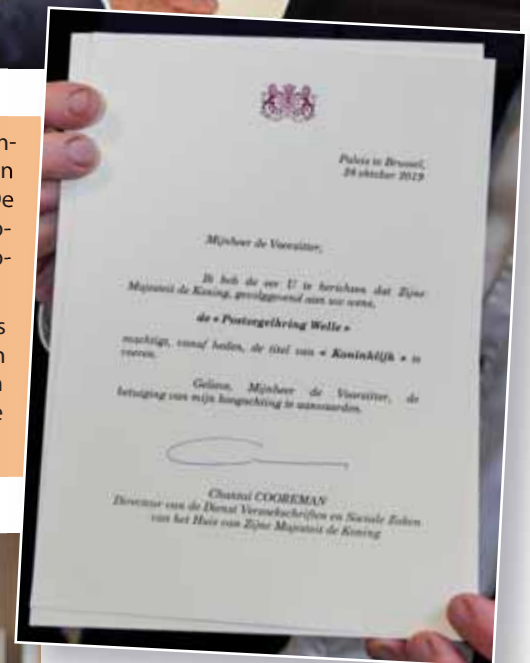 n-
n
o-
o-
s
n
e
Paleis te Brussel,
oktober 2019
Mijnheer de Voorzitter,
Ik heb de eer U te berichten dat Zijne
Majesteit de Koning, gevolggevend aan uw wens,
de « Postzegelkring Welle »
machtigt, vanaf heden, de titel van « Koninklijk » te
voeren.
Gelieve, Mijnheer de Voorzitter, de
betuiging van mijn hoogachting te aanvaarden.
Chantal COOREMAN
Directeur van de Dienst Verzoekschriften en Sociale Zaken
van het Huis van Zijne Majesteit de Koning